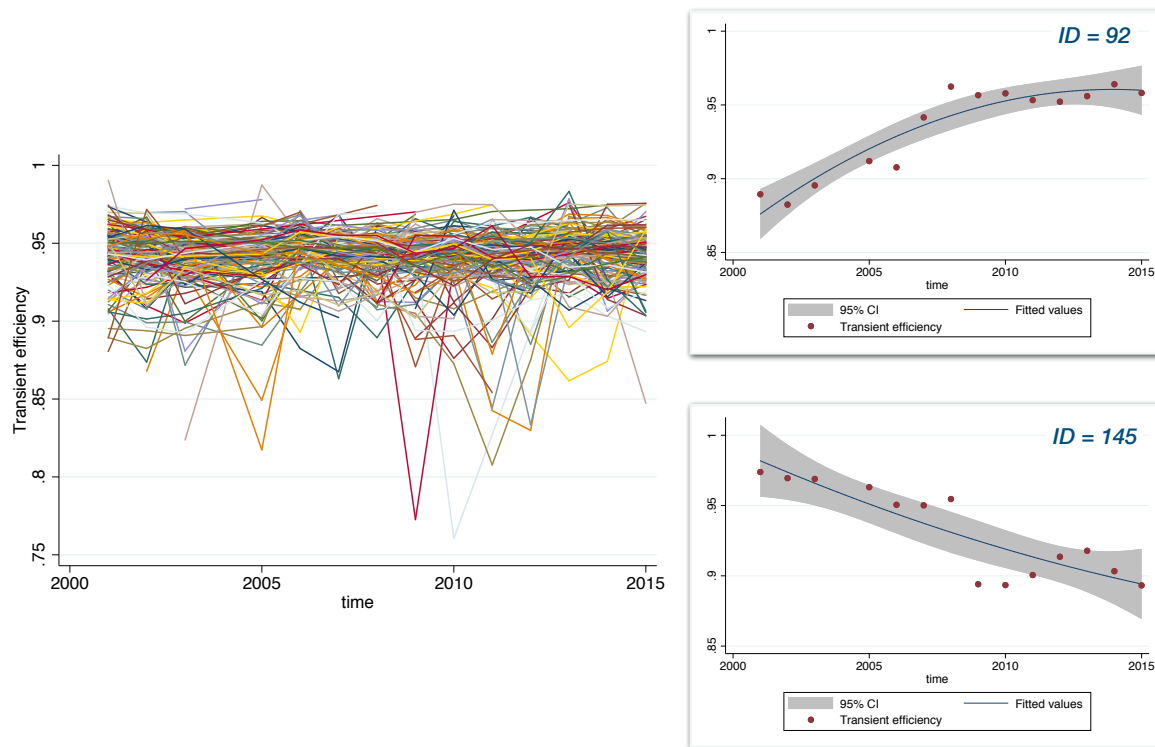 Transient efficiency
1
.95
.9
.85
.8
.75
2000
2005
2010
2015
time
ID = 92
1
.95
.9
.85
2000
2005
2010
2015
time
95% CI
Fitted values
Transient efficiency
ID = 145
1
.95
.9
.85
2000
2005
2010
2015
time
95% CI
Fitted values
Transient efficiency